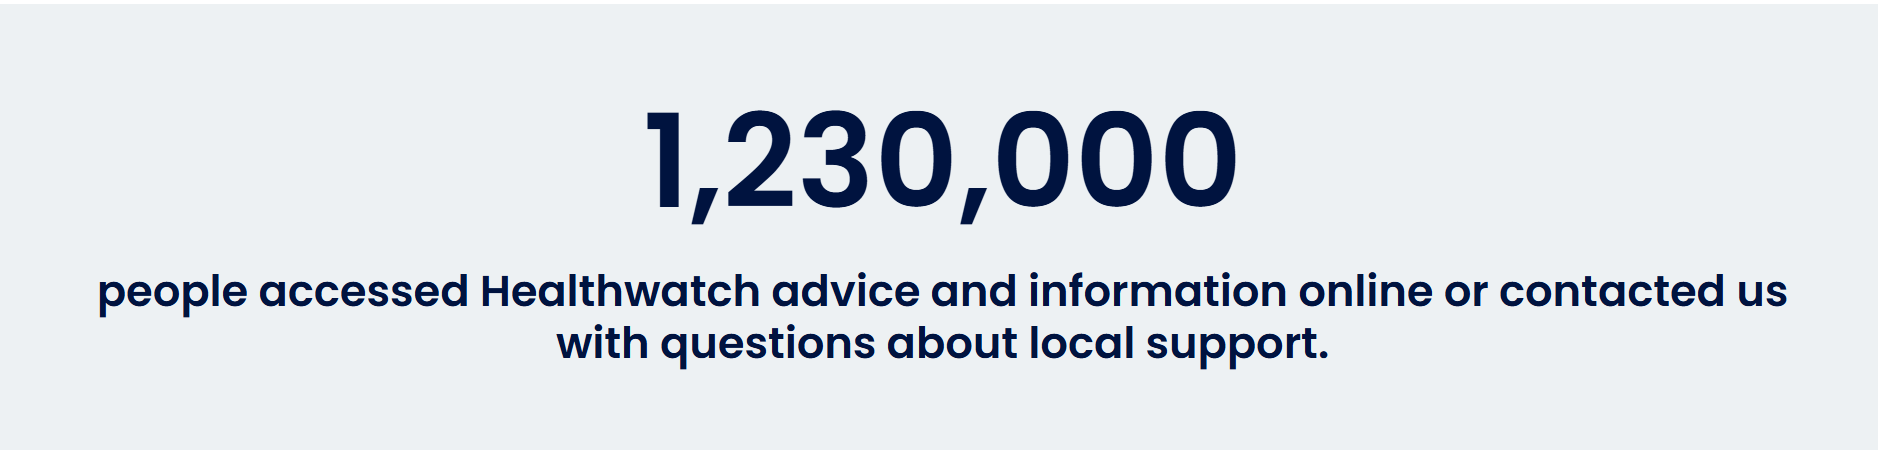 1,230,000
people accessed Healthwatch advice and information online or contacted us
with questions about local support.